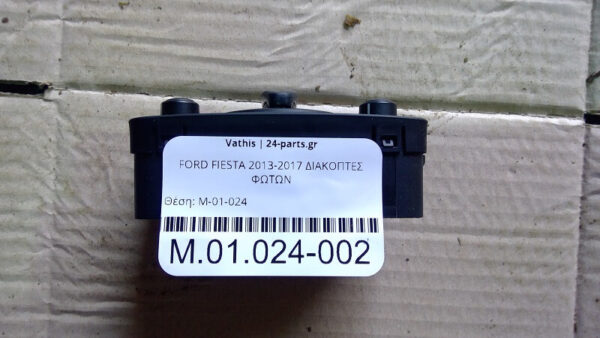 Vathis | 24-parts.gr
FORD FIESTA 2013-2017 ΔΙΑΚΟΠΤΕΣ
ΦΩΤΩΝ
Θέση: M-01-024
M.01.024-002